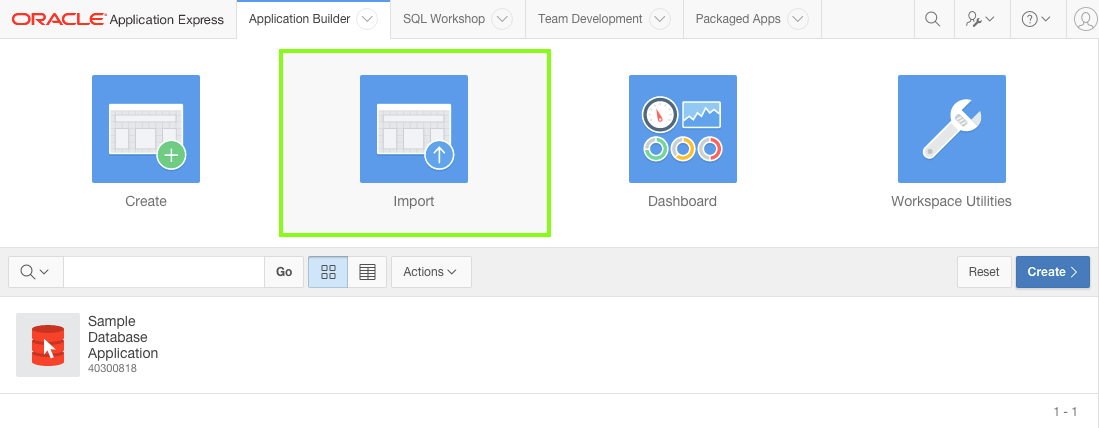 ORACLE Application Express Application Builder SQL Workshop Team Development Packaged Apps
Create Import Dashboard Workspace Utilities
Go Actions Reset Create
Sample
Database
Application
40300818
1 - 1